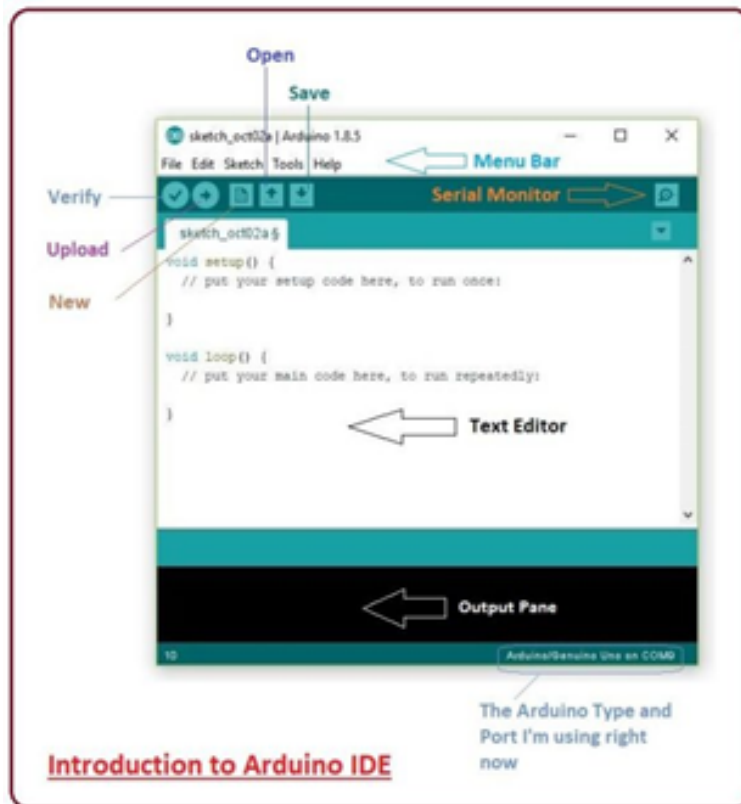 Open
Save
sketch_oct02a | Arduino 1.8.5
File Edit Sketch Tools Help
Menu Bar
Verify
Serial Monitor
Upload
sketch_oct02a §
New
void setup() {
// put your setup code here, to run once:
}
void loop() {
// put your main code here, to run repeatedly:
}
Text Editor
Output Pane
10
Arduino/Genuino Uno on COM9
The Arduino Type and
Port I'm using right
now
Introduction to Arduino IDE